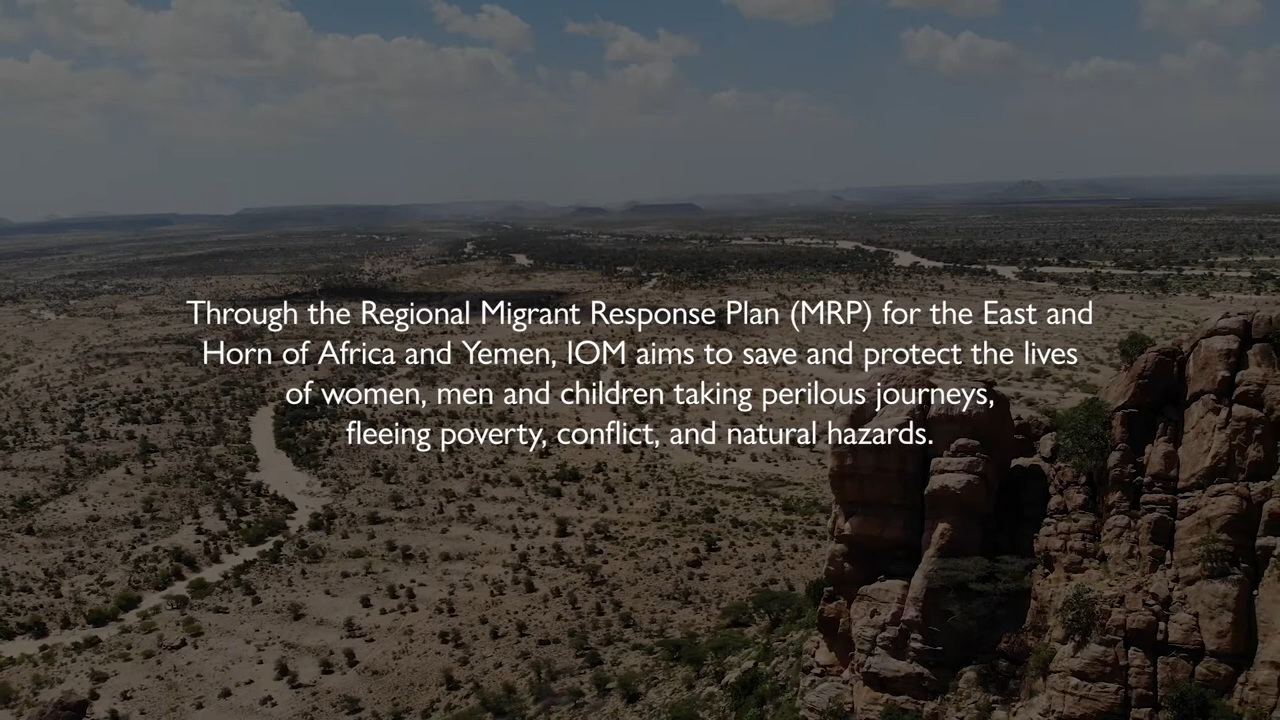 Through the Regional Migrant Response Plan (MRP) for the East and
Horn of Africa and Yemen, IOM aims to save and protect the lives
of women, men and children taking perilous journeys,
fleeing poverty, conflict, and natural hazards.